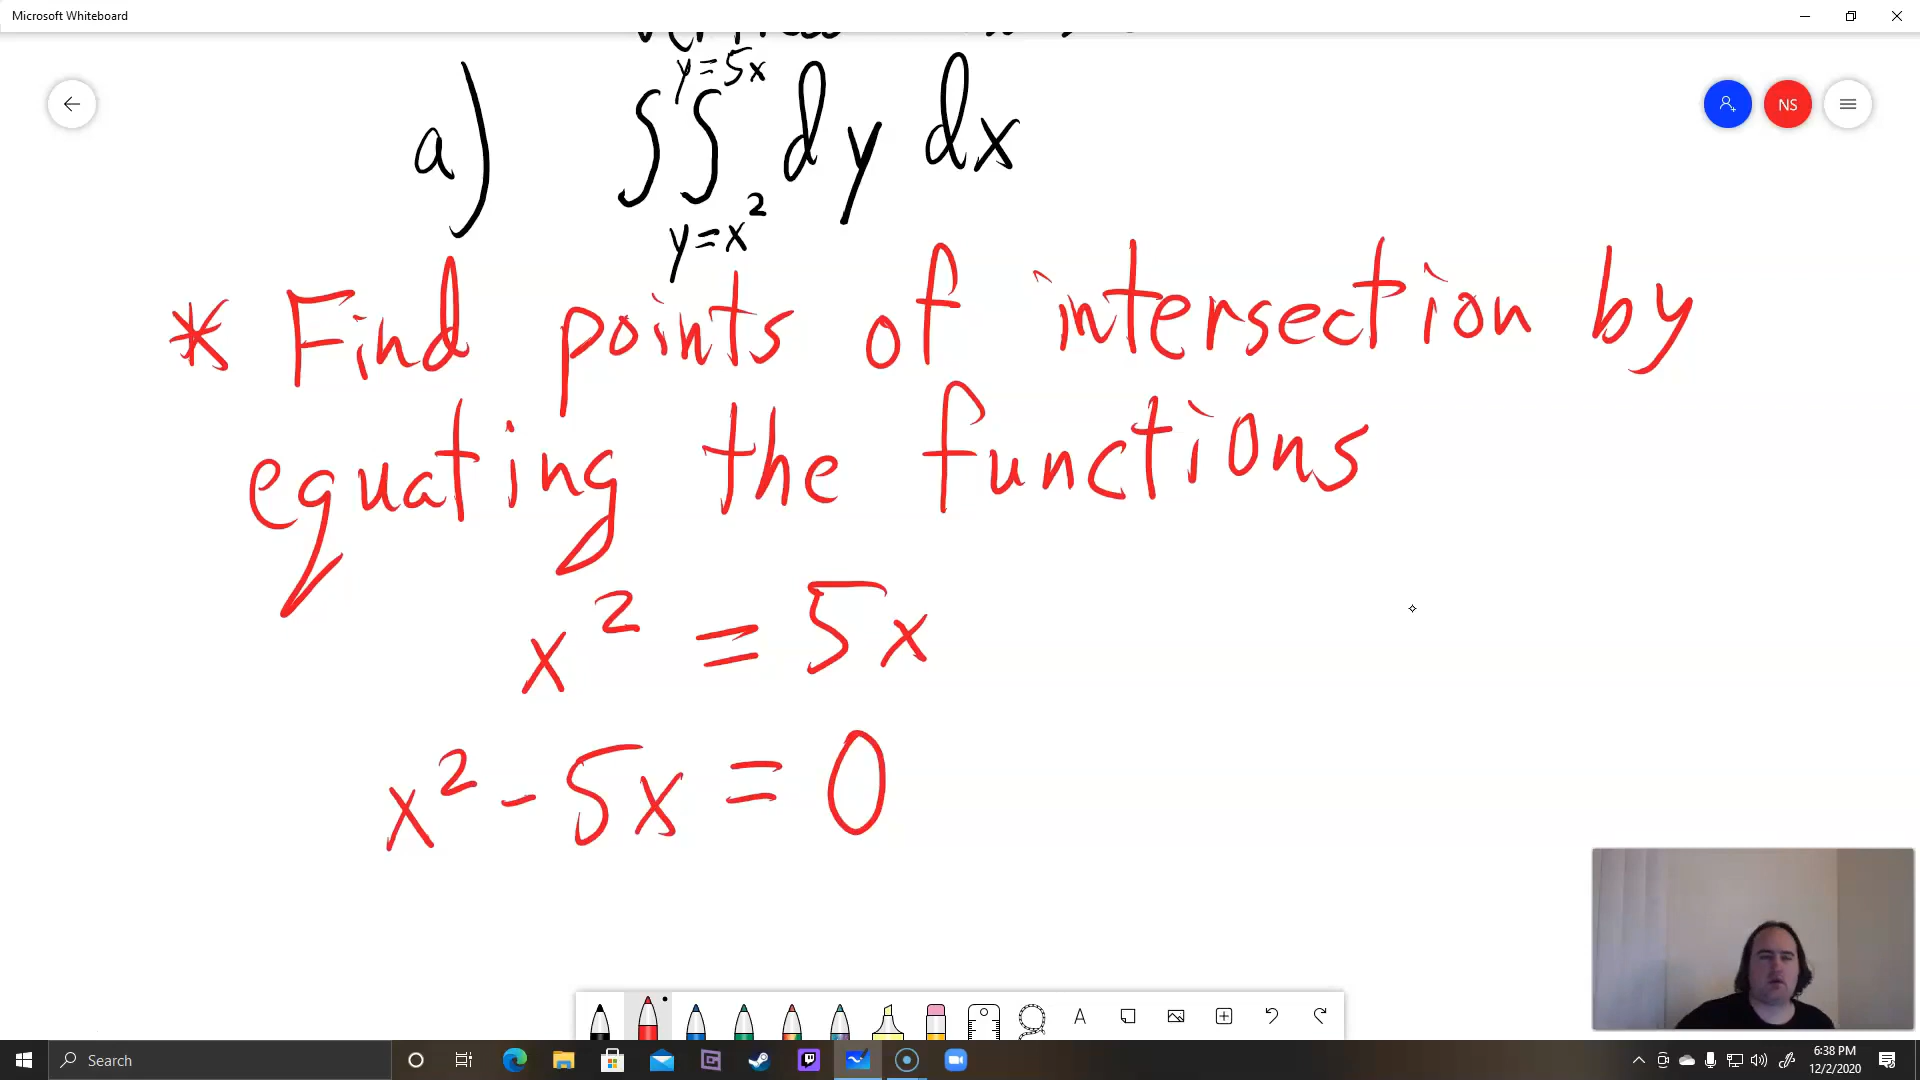 Microsoft Whiteboard
y=5x
a) ∫∫ dy dx
y=x²
NS
* Find points of intersection by
equating the functions
x² = 5x
x² - 5x = 0
A
Search
6:38 PM
12/2/2020